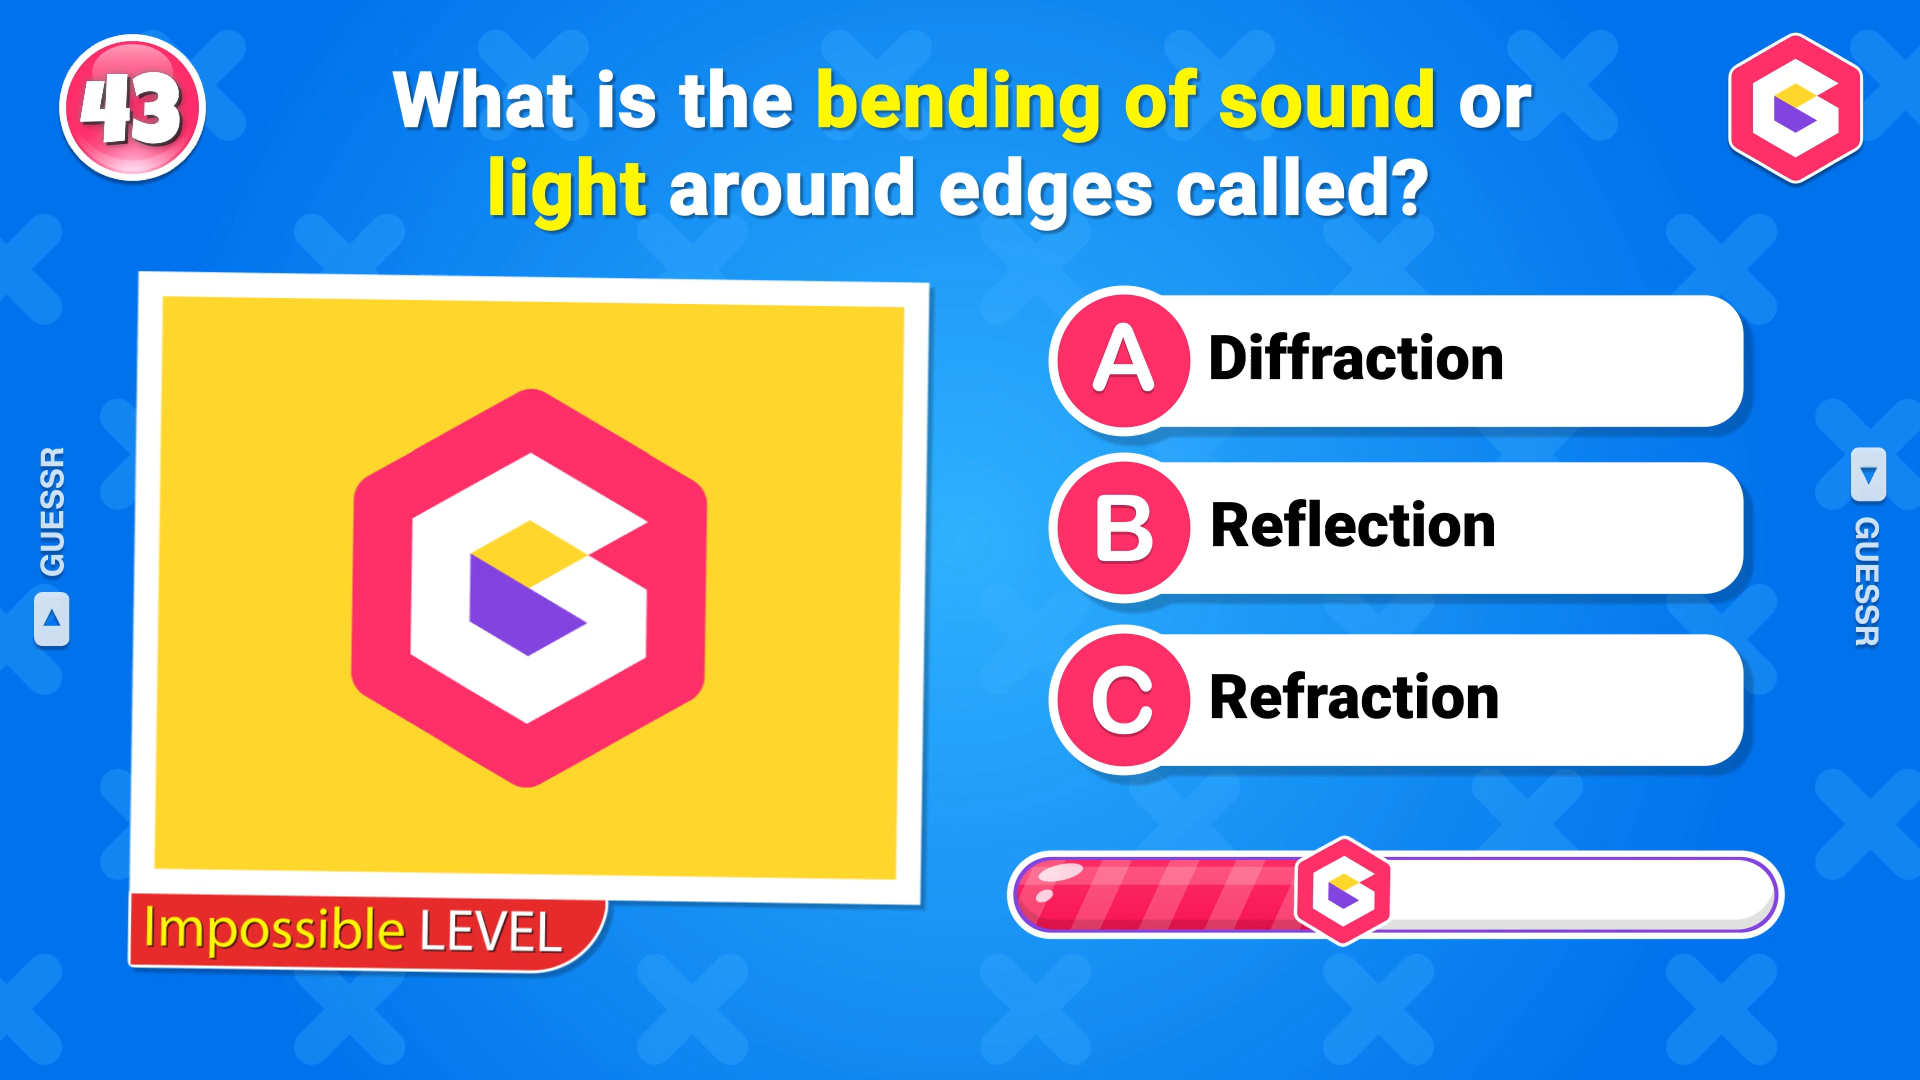 43
What is the bending of sound or
light around edges called?
A Diffraction
B Reflection
C Refraction
Impossible LEVEL
GUESSR
GUESSR